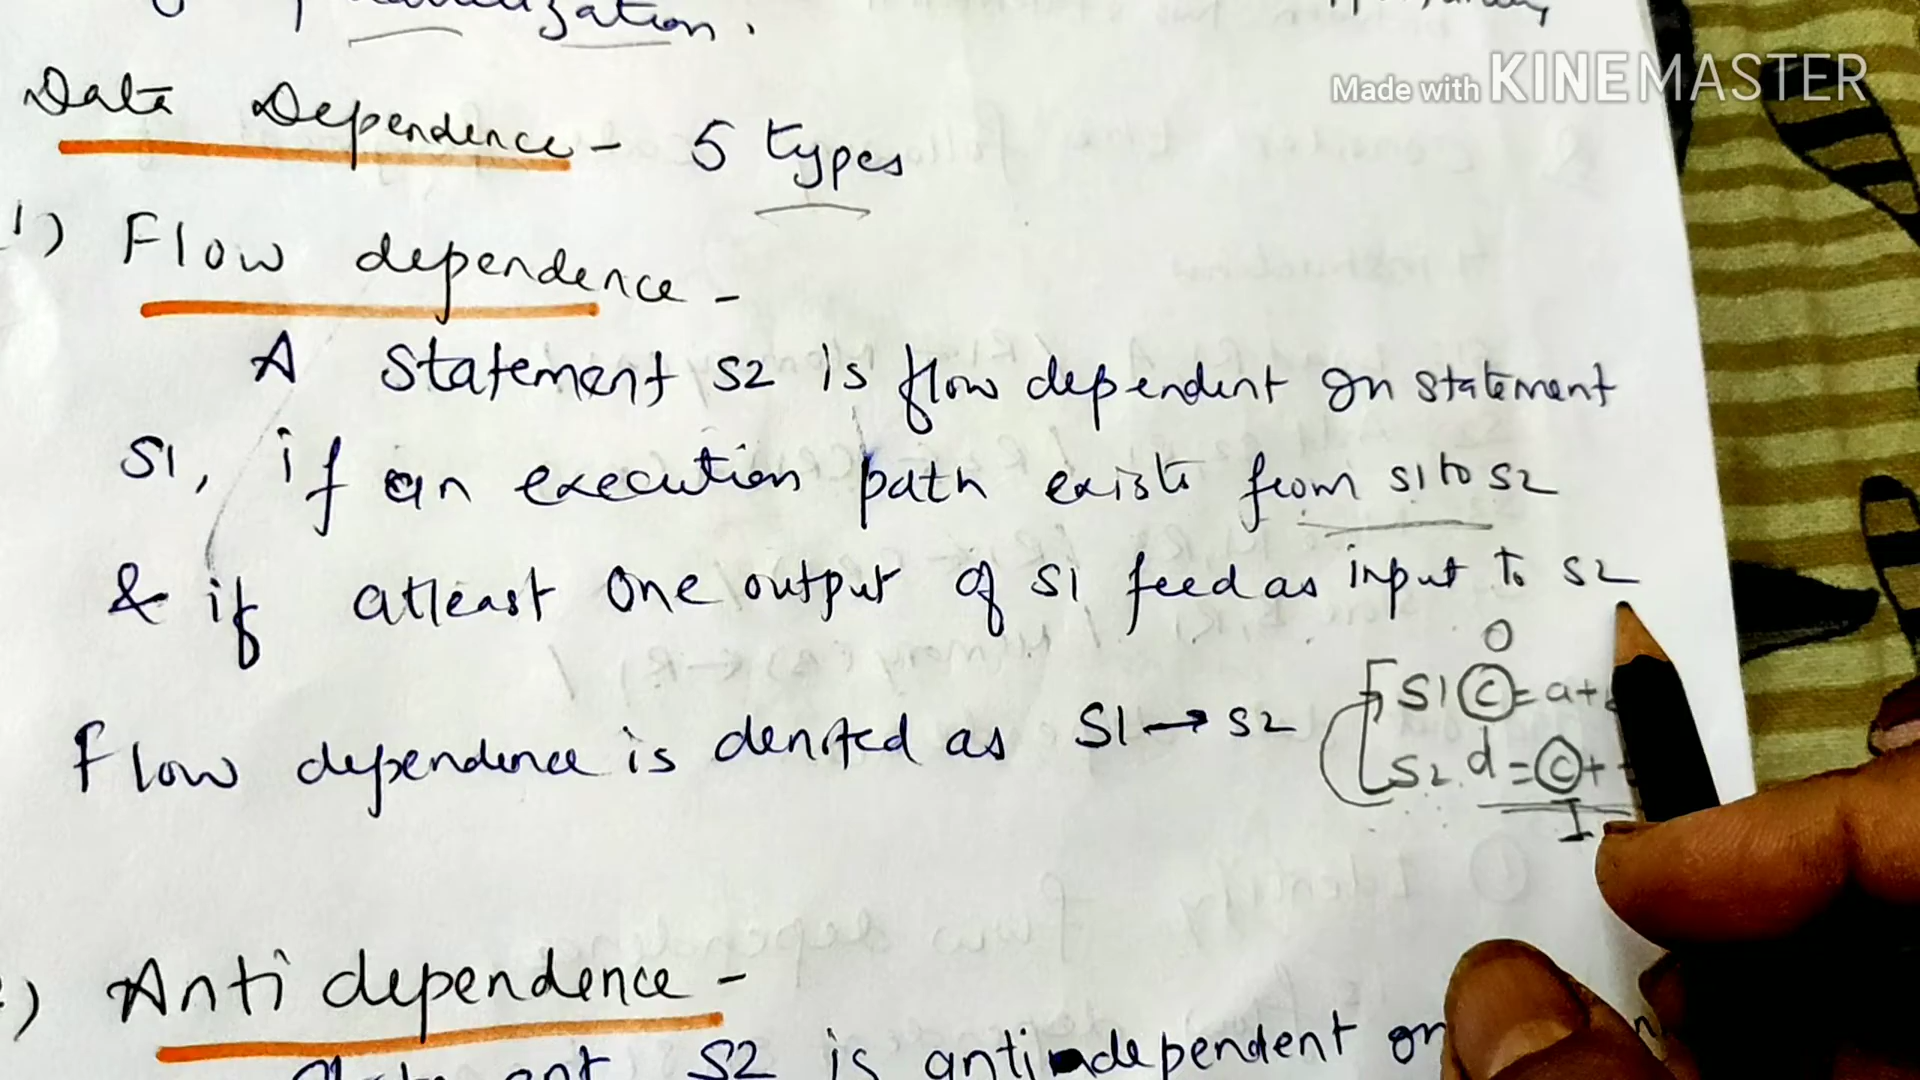 Made with KINEMASTER
Data Dependence - 5 types
1) Flow dependence -
A statement S2 is flow dependent on statement
S1, if an execution path exists from S1 to S2
& if atleast One output of S1 feed as input to S2
O
S1 C = a+
Flow dependence is denoted as S1 → S2
S2 d = C +
I
) Anti dependence -
S2 is antidependent on